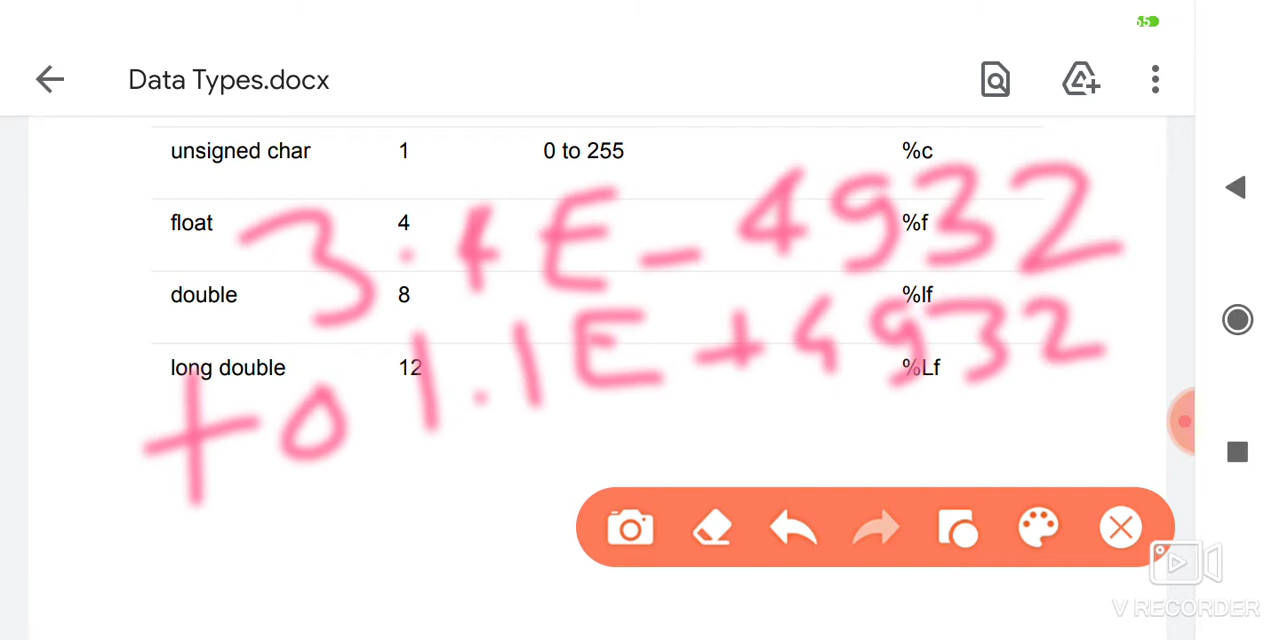 55
Data Types.docx
unsigned char 1 0 to 255 %c
float 4 %f
3.4E-4932
double 8 %lf
long double 12 %Lf
to 1.1E+4932
V RECORDER